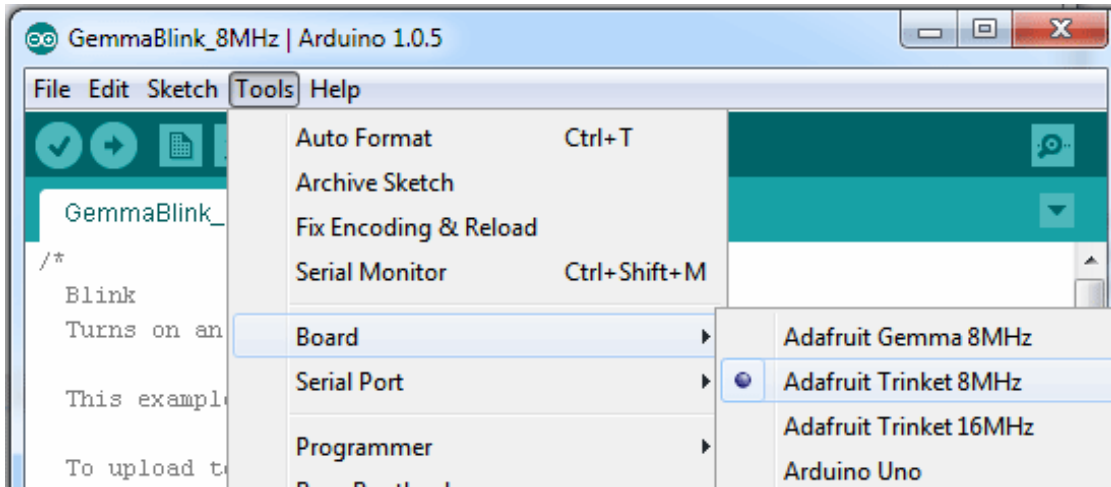 GemmaBlink_8MHz | Arduino 1.0.5
File Edit Sketch Tools Help
Auto Format Ctrl+T
Archive Sketch
GemmaBlink_
Fix Encoding & Reload
/*
Serial Monitor Ctrl+Shift+M
Blink
Turns on an
Board
Adafruit Gemma 8MHz
Serial Port
Adafruit Trinket 8MHz
This example
Adafruit Trinket 16MHz
Programmer
To upload
Arduino Uno